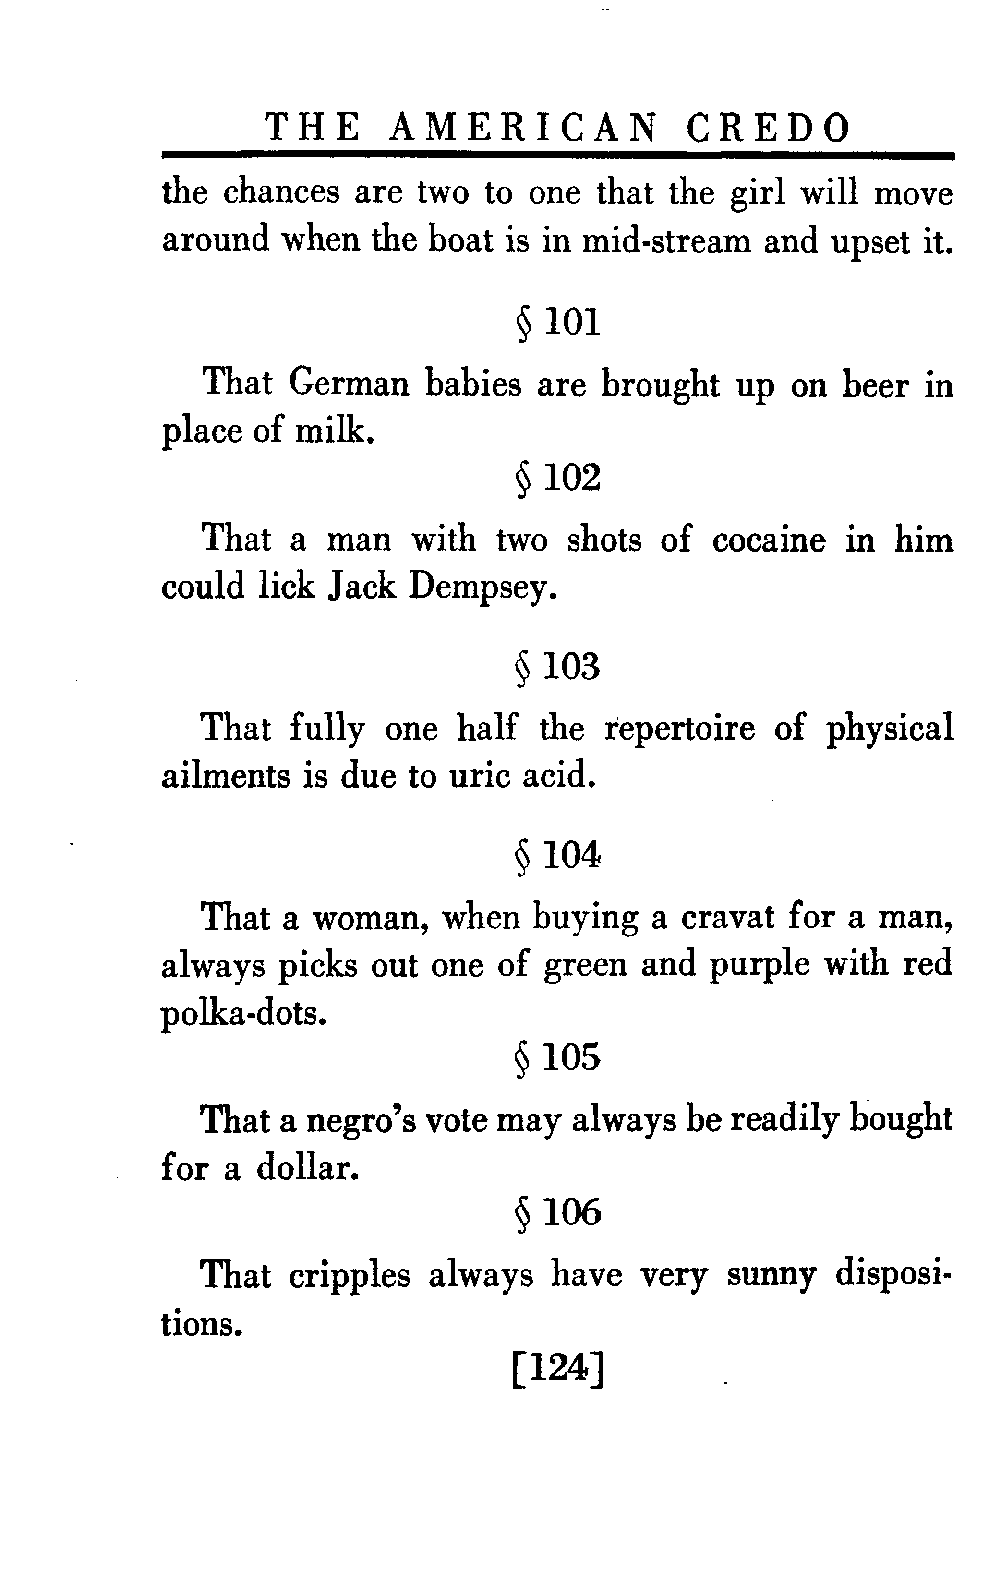 THE AMERICAN CREDO
the chances are two to one that the girl will move
around when the boat is in mid-stream and upset it.
§ 101
That German babies are brought up on beer in
place of milk.
§ 102
That a man with two shots of cocaine in him
could lick Jack Dempsey.
§ 103
That fully one half the repertoire of physical
ailments is due to uric acid.
§ 104
That a woman, when buying a cravat for a man,
always picks out one of green and purple with red
polka-dots.
§ 105
That a negro's vote may always be readily bought
for a dollar.
§ 106
That cripples always have very sunny disposi-
tions.
[124]